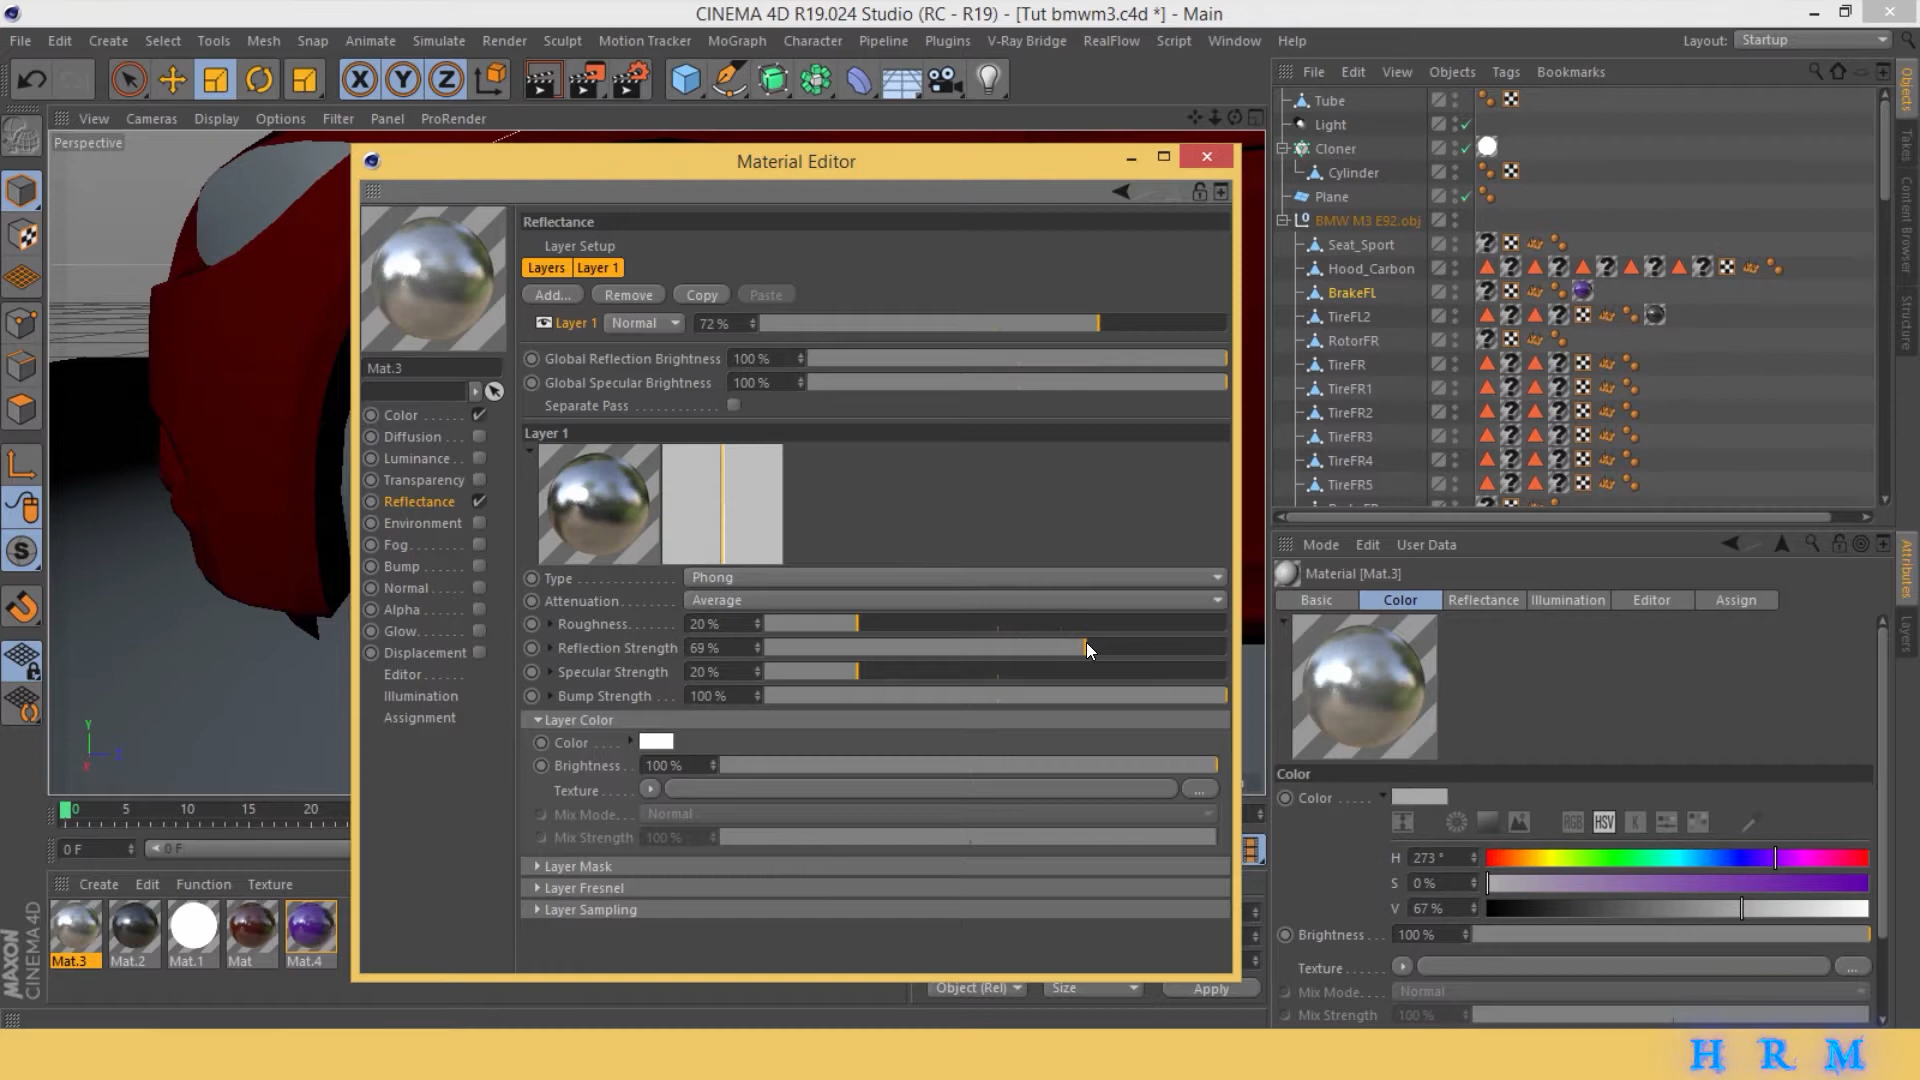 CINEMA 4D R19.024 Studio (RC - R19) - [Tut bmwm3.c4d *] - Main
File Edit Create Select Tools Mesh Snap Animate Simulate Render Sculpt Motion Tracker MoGraph Character Pipeline Plugins V-Ray Bridge RealFlow Script Window Help Layout: Startup
X Y Z
File Edit View Objects Tags Bookmarks
View Cameras Display Options Filter Panel ProRender
Perspective
Tube
Light
Cloner
Cylinder
Plane
BMW M3 E92.obj
Seat_Sport
Hood_Carbon
BrakeFL
TireFL2
RotorFR
TireFR
TireFR1
TireFR2
TireFR3
TireFR4
TireFR5
Objects
Takes
Content Browser
Structure
Material Editor
Mat.3
Color
Diffusion
Luminance
Transparency
Reflectance
Environment
Fog
Bump
Normal
Alpha
Glow
Displacement
Editor
Illumination
Assignment
Reflectance
Layer Setup
Layers Layer 1
Add... Remove Copy Paste
Layer 1 Normal 72 %
Global Reflection Brightness 100 %
Global Specular Brightness 100 %
Separate Pass
Layer 1
Type Phong
Attenuation Average
Roughness 20 %
Reflection Strength 69 %
Specular Strength 20 %
Bump Strength 100 %
Layer Color
Color
Brightness 100 %
Texture ...
Mix Mode Normal
Mix Strength 100 %
Layer Mask
Layer Fresnel
Layer Sampling
Mode Edit User Data
Material [Mat.3]
Basic Color Reflectance Illumination Editor Assign
Color
Color
RGB HSV K
H 273 °
S 0 %
V 67 %
Brightness 100 %
Texture ...
Mix Mode Normal
Mix Strength 100 %
Attributes
Layers
Y
X
0 5 10 15 20
0 F 0 F
Create Edit Function Texture
Mat.3 Mat.2 Mat.1 Mat Mat.4
MAXON CINEMA 4D
Object (Rel) Size Apply
H R M